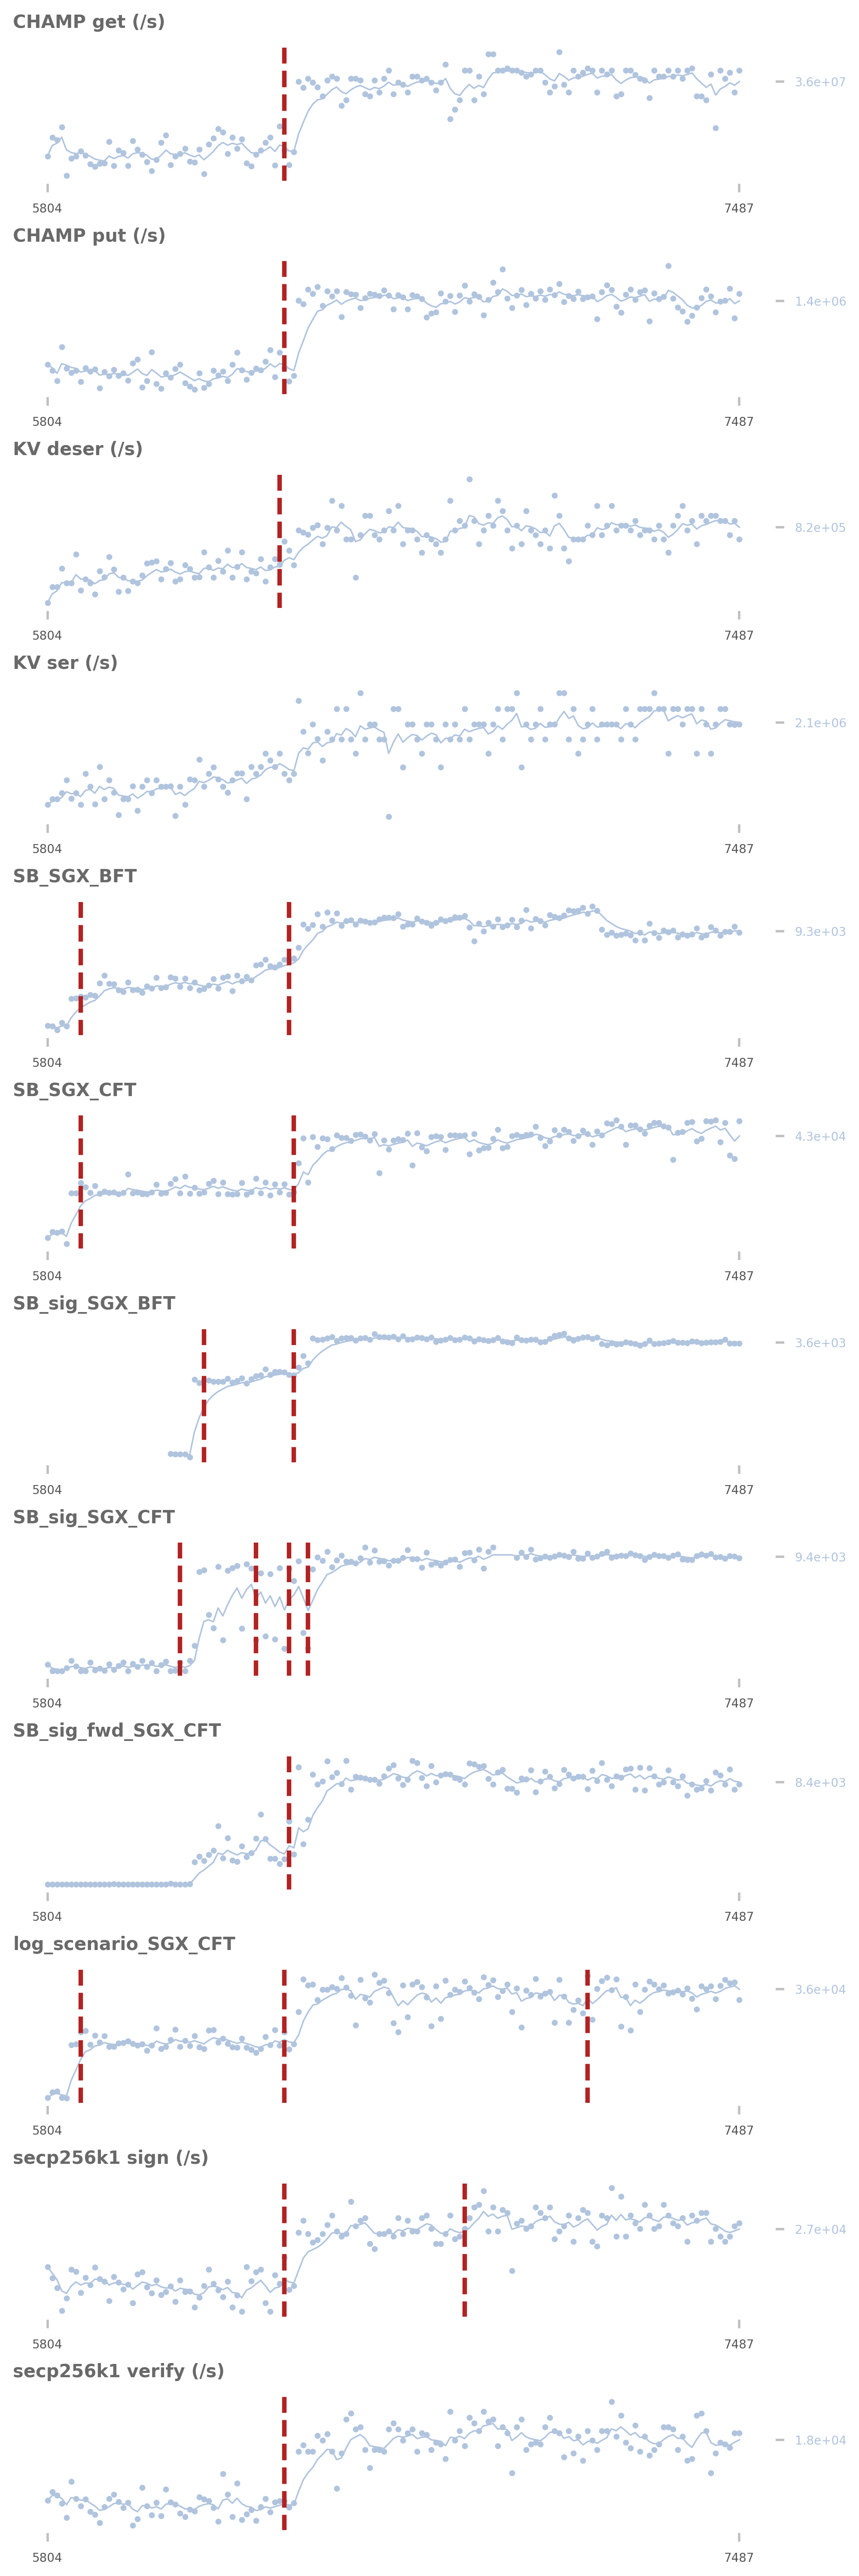 CHAMP get (/s)
3.6e+07
5804 7487
CHAMP put (/s)
1.4e+06
5804 7487
KV deser (/s)
8.2e+05
5804 7487
KV ser (/s)
2.1e+06
5804 7487
SB_SGX_BFT
9.3e+03
5804 7487
SB_SGX_CFT
4.3e+04
5804 7487
SB_sig_SGX_BFT
3.6e+03
5804 7487
SB_sig_SGX_CFT
9.4e+03
5804 7487
SB_sig_fwd_SGX_CFT
8.4e+03
5804 7487
log_scenario_SGX_CFT
3.6e+04
5804 7487
secp256k1 sign (/s)
2.7e+04
5804 7487
secp256k1 verify (/s)
1.8e+04
5804 7487